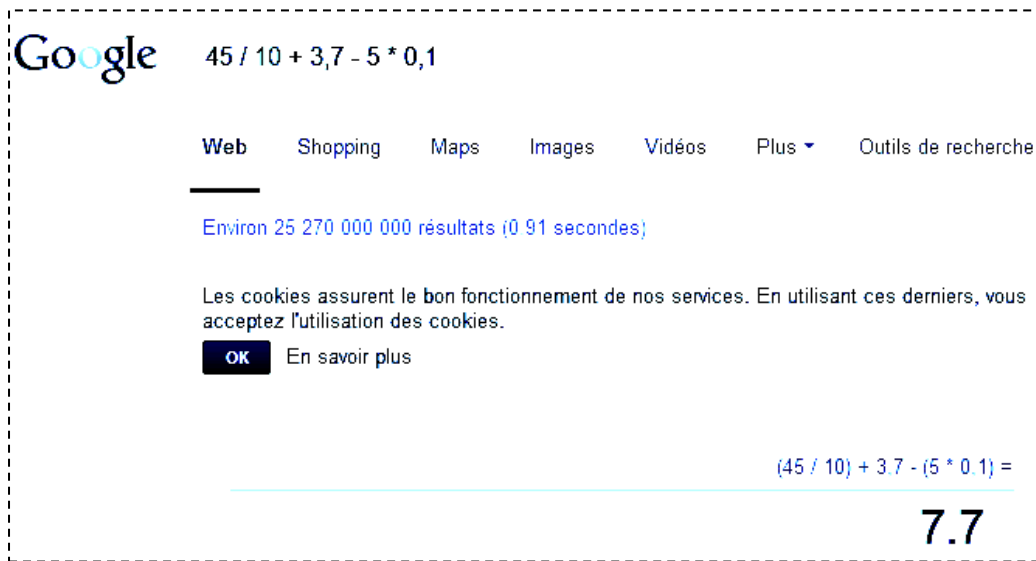 Google 45 / 10 + 3,7 - 5 * 0,1
Web Shopping Maps Images Vidéos Plus Outils de recherche
Environ 25 270 000 000 résultats (0 91 secondes)
Les cookies assurent le bon fonctionnement de nos services. En utilisant ces derniers, vous
acceptez l'utilisation des cookies.
OK En savoir plus
(45 / 10) + 3.7 - (5 * 0.1) =
7.7